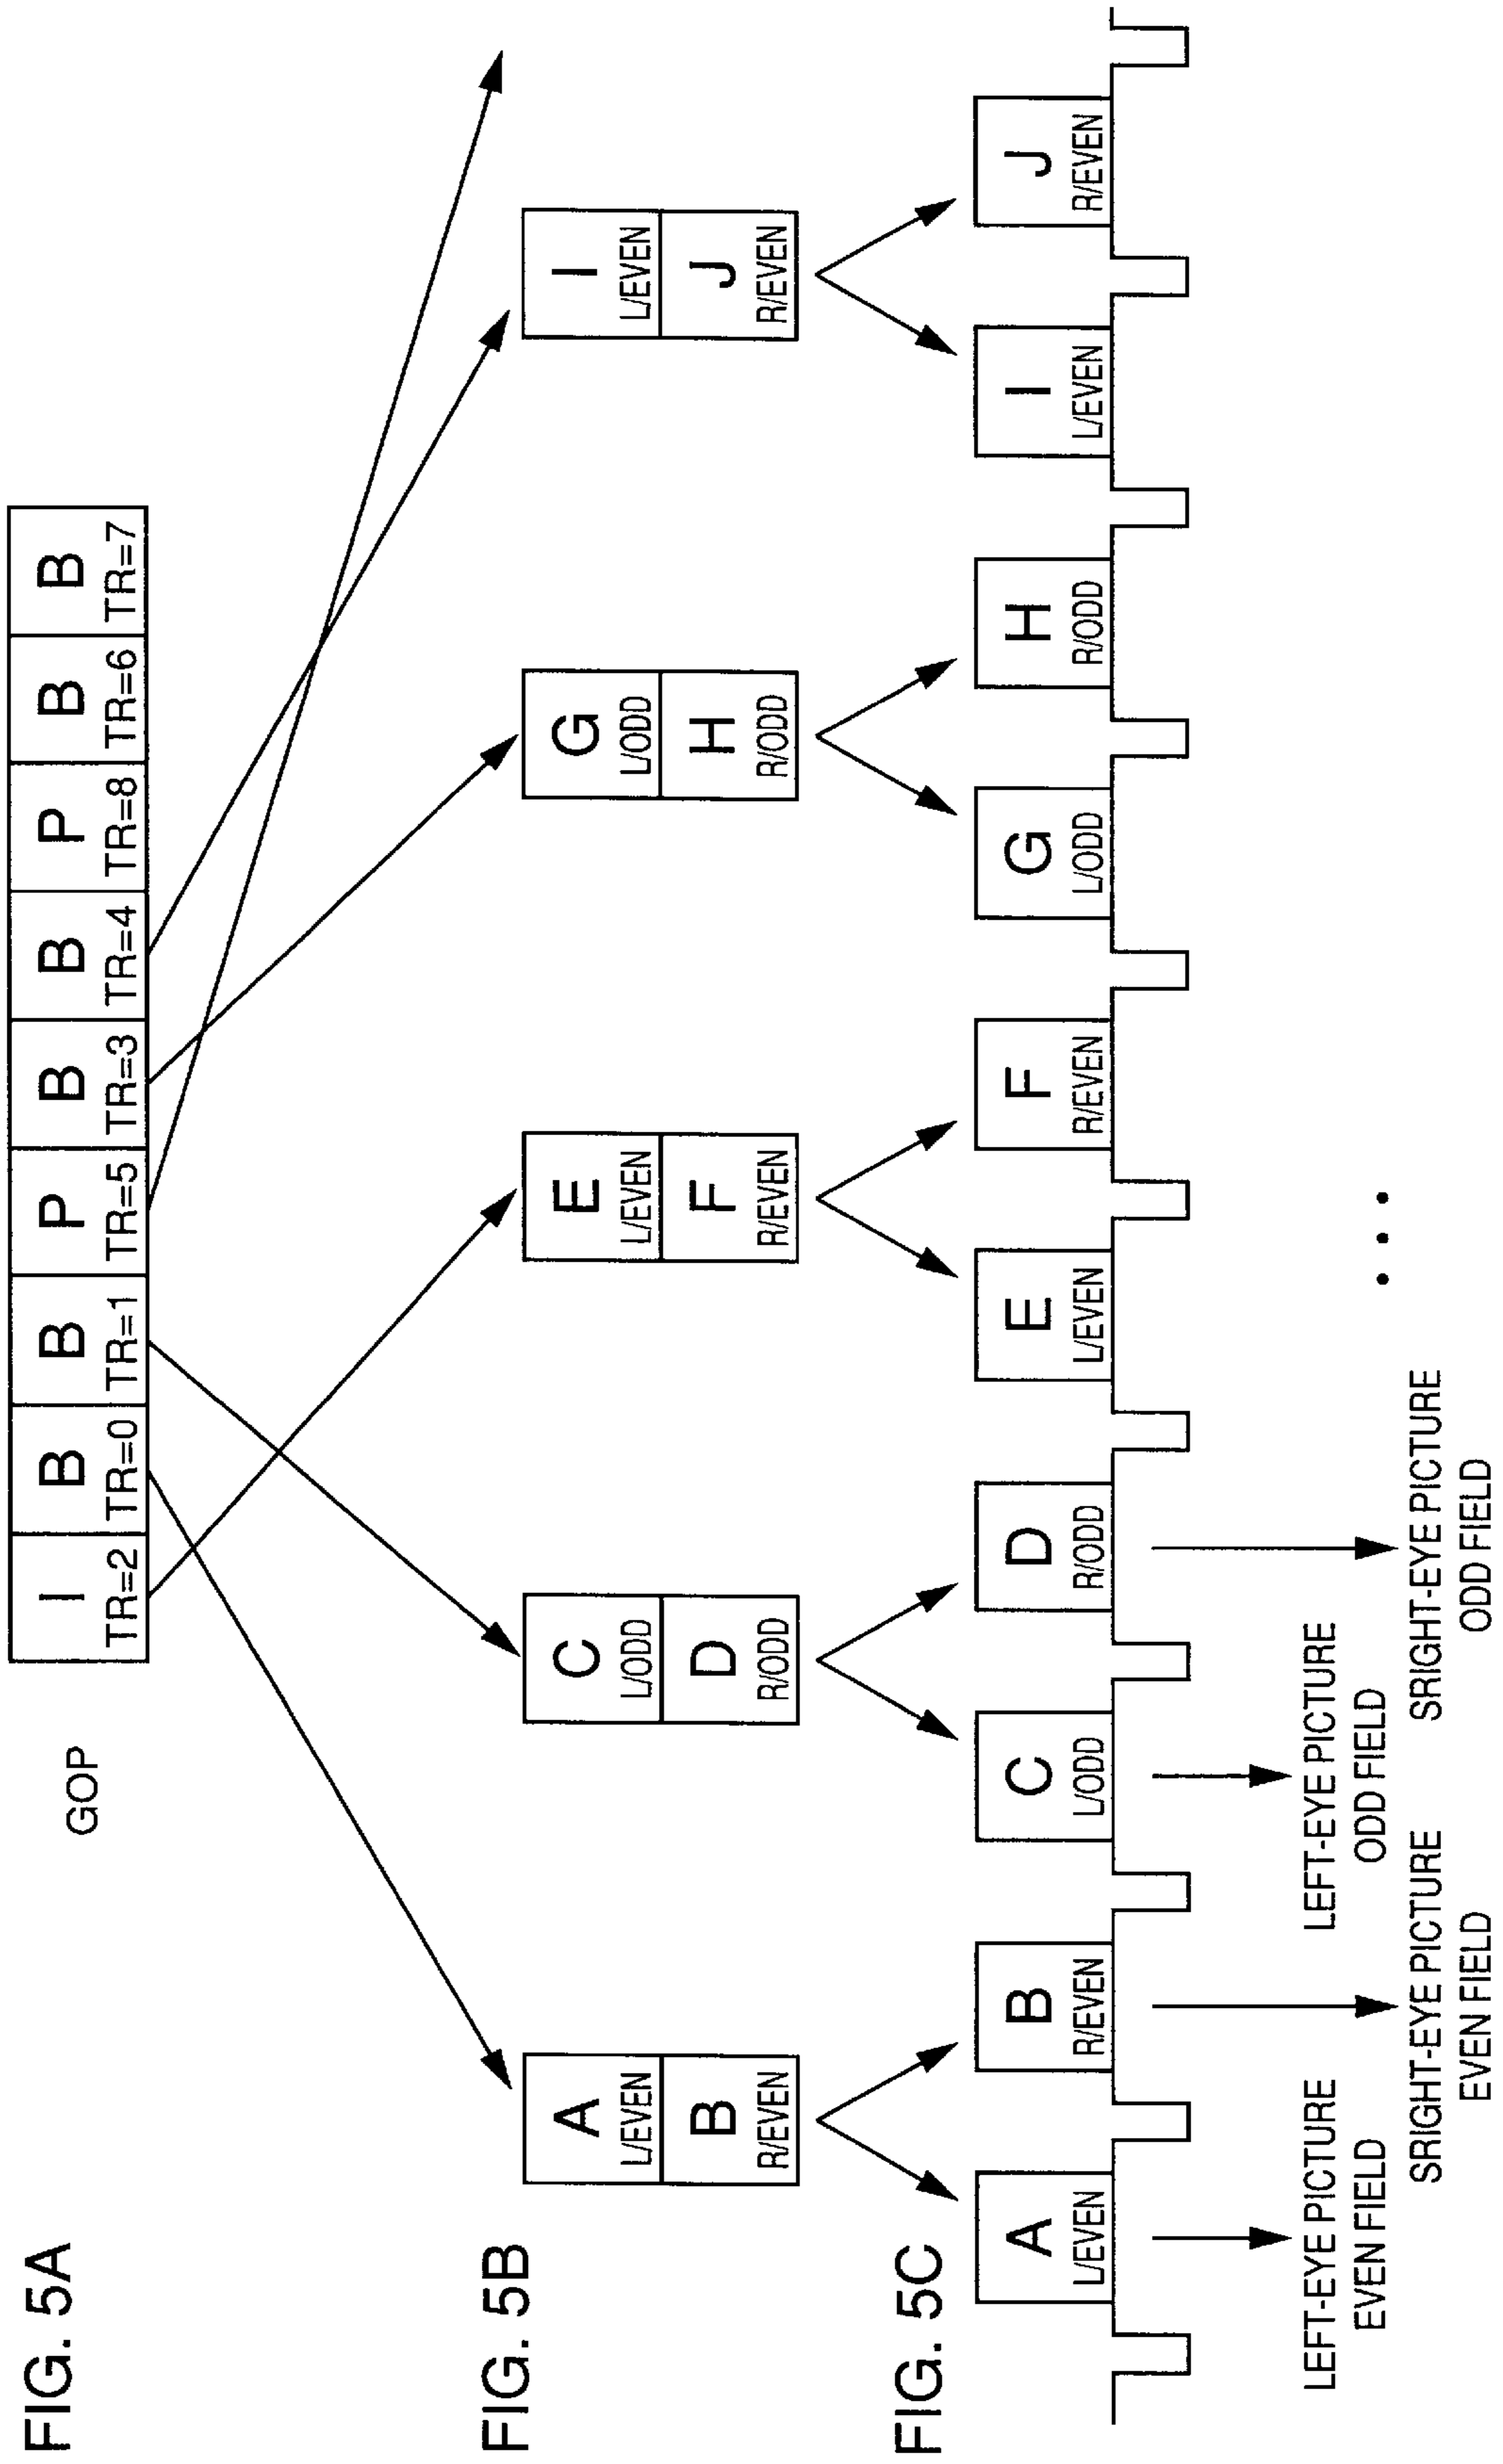 FIG. 5A
GOP
I
TR=2
B
TR=0
B
TR=1
P
TR=5
B
TR=3
B
TR=4
P
TR=8
B
TR=6
B
TR=7
FIG. 5B
A
L/EVEN
B
R/EVEN
C
L/ODD
D
R/ODD
E
L/EVEN
F
R/EVEN
G
L/ODD
H
R/ODD
I
L/EVEN
J
R/EVEN
FIG. 5C
A
L/EVEN
B
R/EVEN
C
L/ODD
D
R/ODD
E
L/EVEN
F
R/EVEN
G
L/ODD
H
R/ODD
I
L/EVEN
J
R/EVEN
LEFT-EYE PICTURE
EVEN FIELD
SRIGHT-EYE PICTURE
EVEN FIELD
LEFT-EYE PICTURE
ODD FIELD
SRIGHT-EYE PICTURE
ODD FIELD
• • •